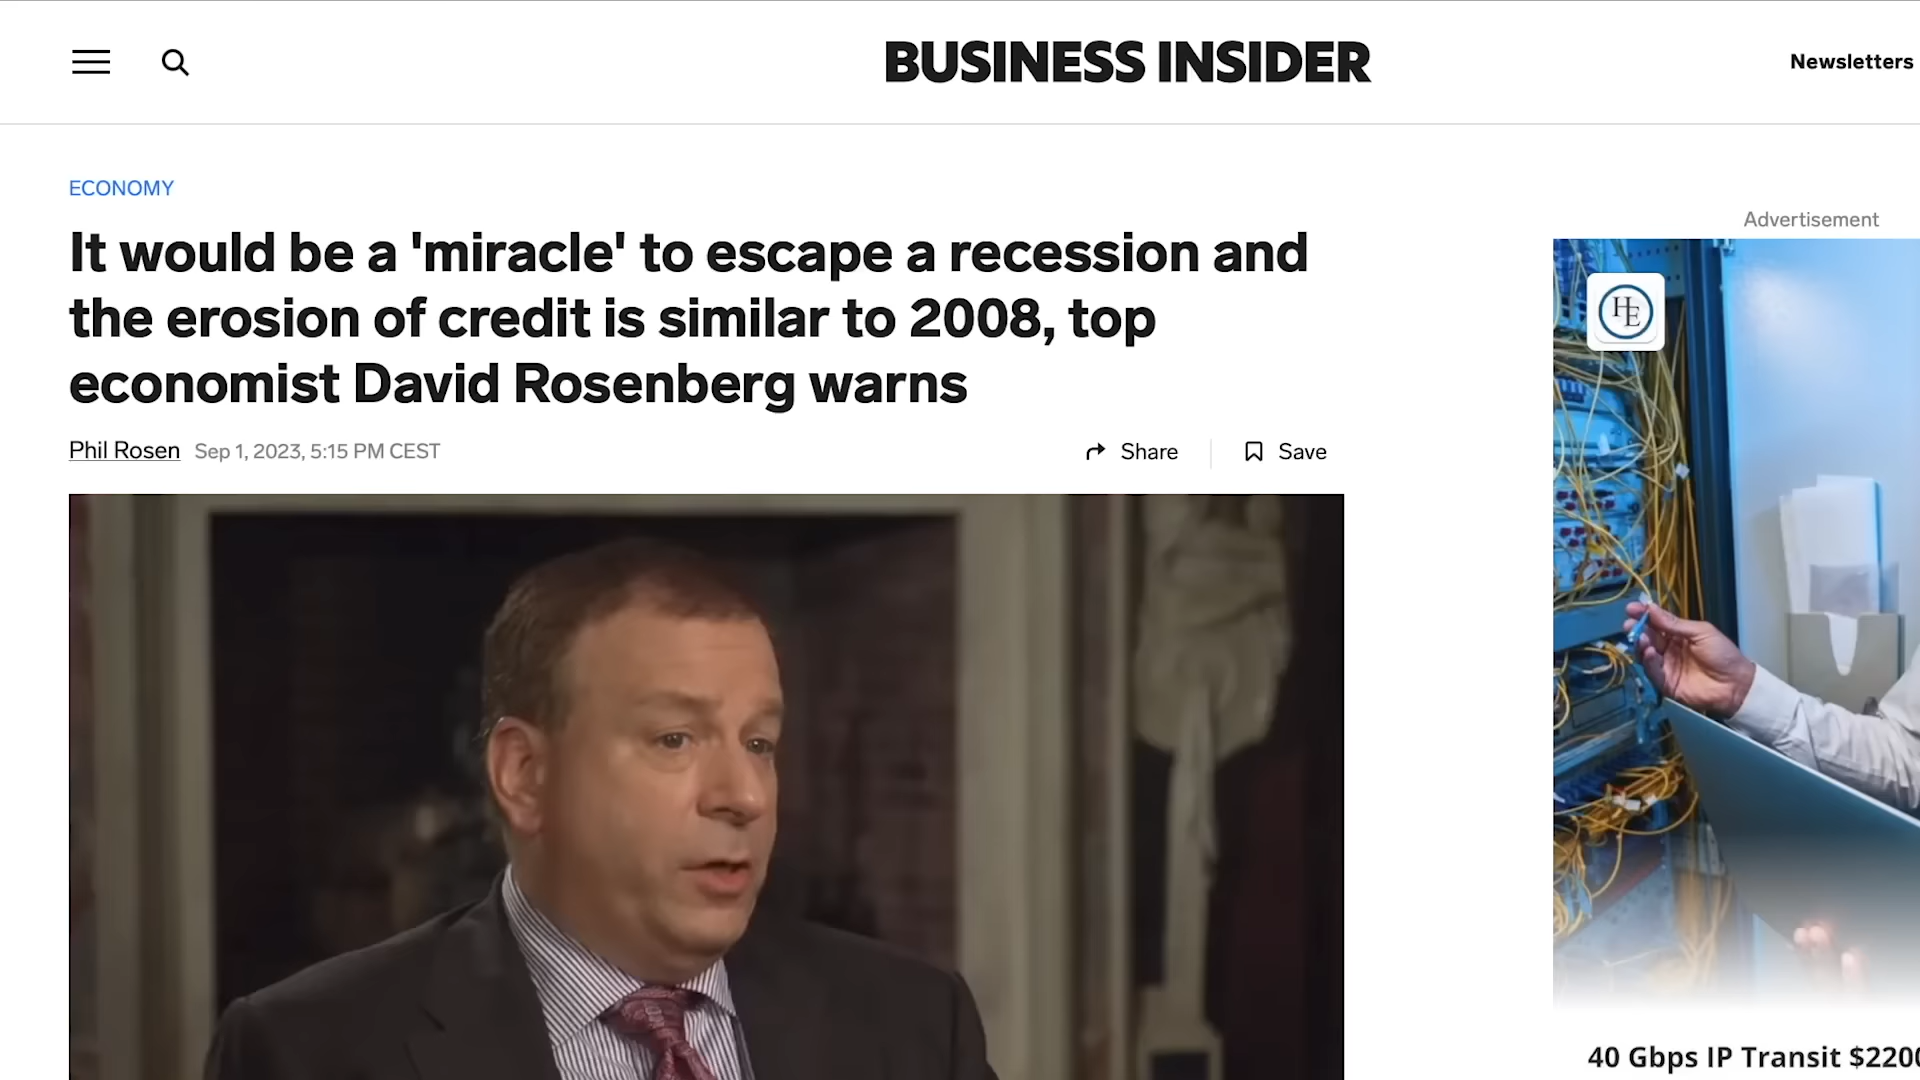 BUSINESS INSIDER
Newsletters
ECONOMY
It would be a 'miracle' to escape a recession and
the erosion of credit is similar to 2008, top
economist David Rosenberg warns
Phil Rosen Sep 1, 2023, 5:15 PM CEST
Share
Save
Advertisement
HE
40 Gbps IP Transit $2200